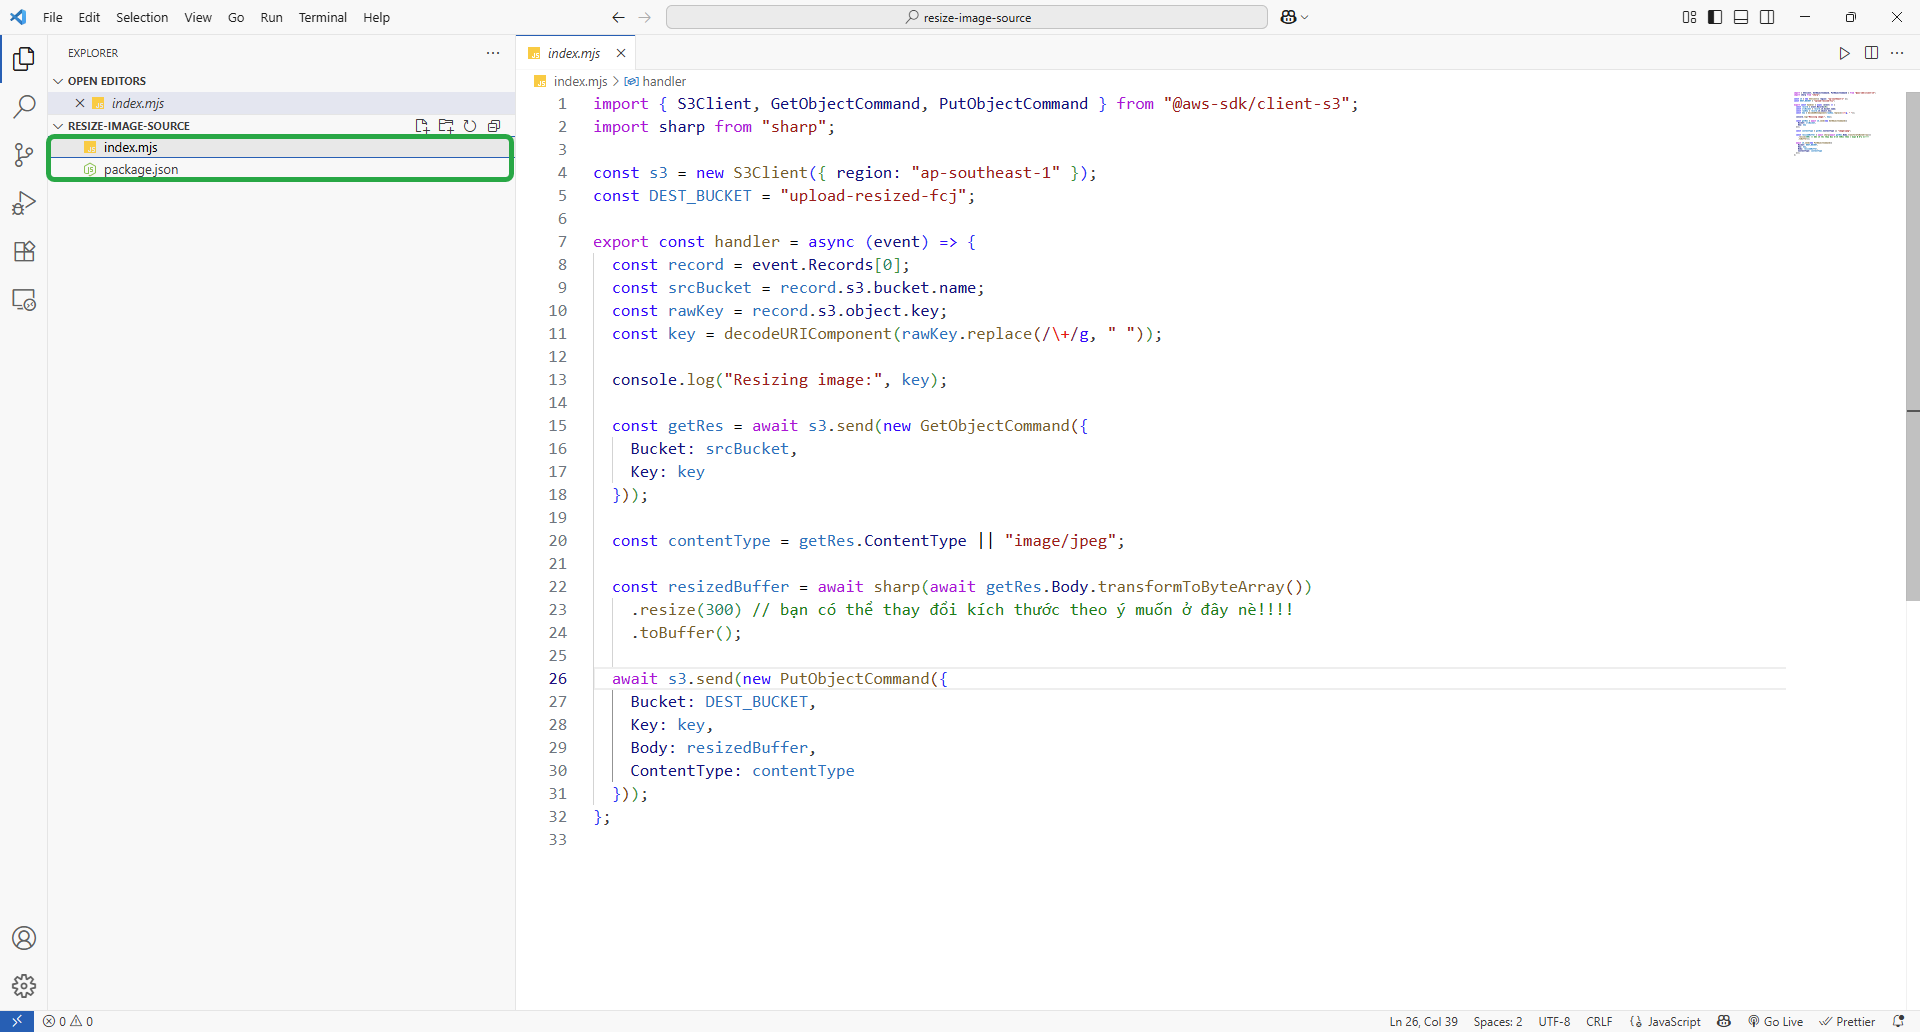 File Edit Selection View Go Run Terminal Help
resize-image-source
EXPLORER
OPEN EDITORS
index.mjs
RESIZE-IMAGE-SOURCE
index.mjs
package.json
index.mjs
index.mjs > handler
1 import { S3Client, GetObjectCommand, PutObjectCommand } from "@aws-sdk/client-s3";
2 import sharp from "sharp";
3
4 const s3 = new S3Client({ region: "ap-southeast-1" });
5 const DEST_BUCKET = "upload-resized-fcj";
6
7 export const handler = async (event) => {
8 const record = event.Records[0];
9 const srcBucket = record.s3.bucket.name;
10 const rawKey = record.s3.object.key;
11 const key = decodeURIComponent(rawKey.replace(/\+/g, " "));
12
13 console.log("Resizing image:", key);
14
15 const getRes = await s3.send(new GetObjectCommand({
16 Bucket: srcBucket,
17 Key: key
18 }));
19
20 const contentType = getRes.ContentType || "image/jpeg";
21
22 const resizedBuffer = await sharp(await getRes.Body.transformToByteArray())
23 .resize(300) // bạn có thể thay đổi kích thước theo ý muốn ở đây nè!!!!
24 .toBuffer();
25
26 await s3.send(new PutObjectCommand({
27 Bucket: DEST_BUCKET,
28 Key: key,
29 Body: resizedBuffer,
30 ContentType: contentType
31 }));
32 };
33
0 0
Ln 26, Col 39 Spaces: 2 UTF-8 CRLF {} JavaScript Go Live Prettier